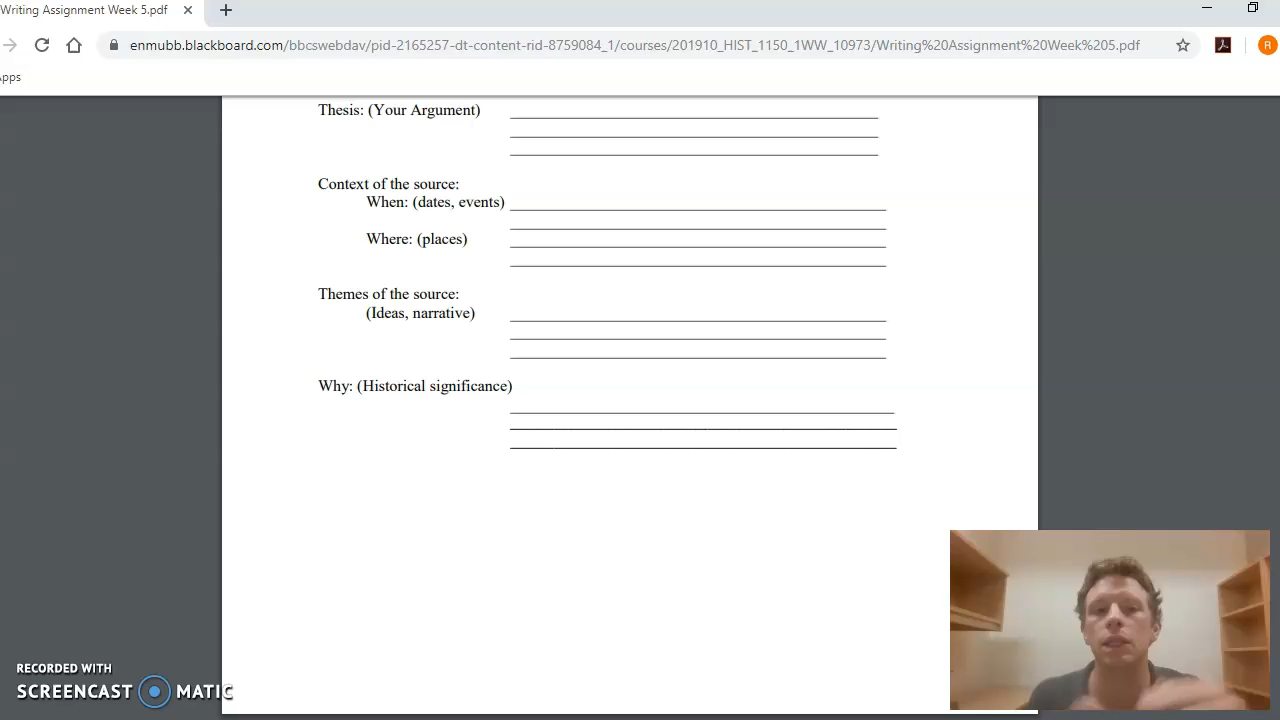 Writing Assignment Week 5.pdf
enmubb.blackboard.com/bbcswebdav/pid-2165257-dt-content-rid-8759084_1/courses/201910_HIST_1150_1WW_10973/Writing%20Assignment%20Week%205.pdf
R
Apps
Thesis: (Your Argument)
Context of the source:
When: (dates, events)
Where: (places)
Themes of the source:
(Ideas, narrative)
Why: (Historical significance)
RECORDED WITH
SCREENCAST MATIC